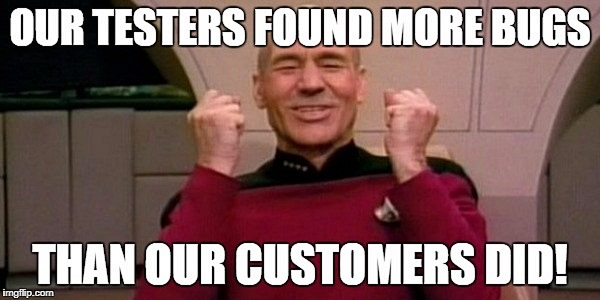 OUR TESTERS FOUND MORE BUGS
THAN OUR CUSTOMERS DID!
imgflip.com